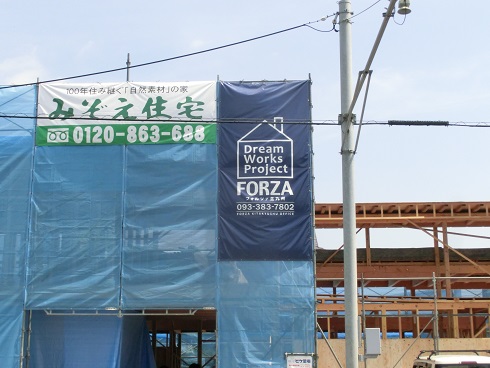 100年住み継ぐ「自然素材」の家
みぞえ住宅
0120-863-688
Dream
Works
Project
FORZA
フォルツァ北九州
093-383-7802
FORZA KITAKYUSHU OFFICE